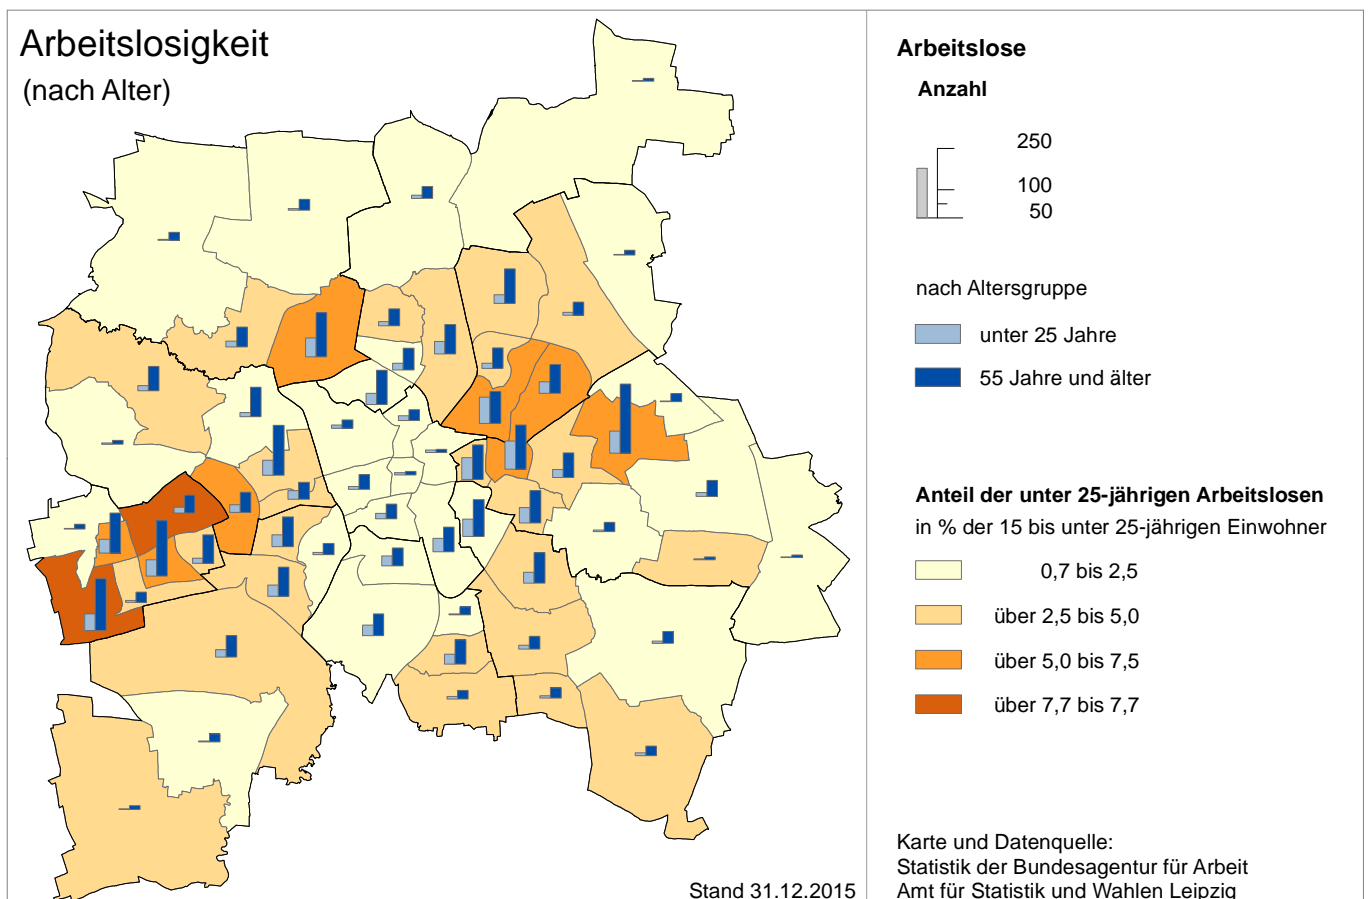 Arbeitslosigkeit
(nach Alter)
Stand 31.12.2015
Arbeitslose
Anzahl
250
100
50
nach Altersgruppe
unter 25 Jahre
55 Jahre und älter
Anteil der unter 25-jährigen Arbeitslosen
in % der 15 bis unter 25-jährigen Einwohner
0,7 bis 2,5
über 2,5 bis 5,0
über 5,0 bis 7,5
über 7,7 bis 7,7
Karte und Datenquelle:
Statistik der Bundesagentur für Arbeit
Amt für Statistik und Wahlen Leipzig